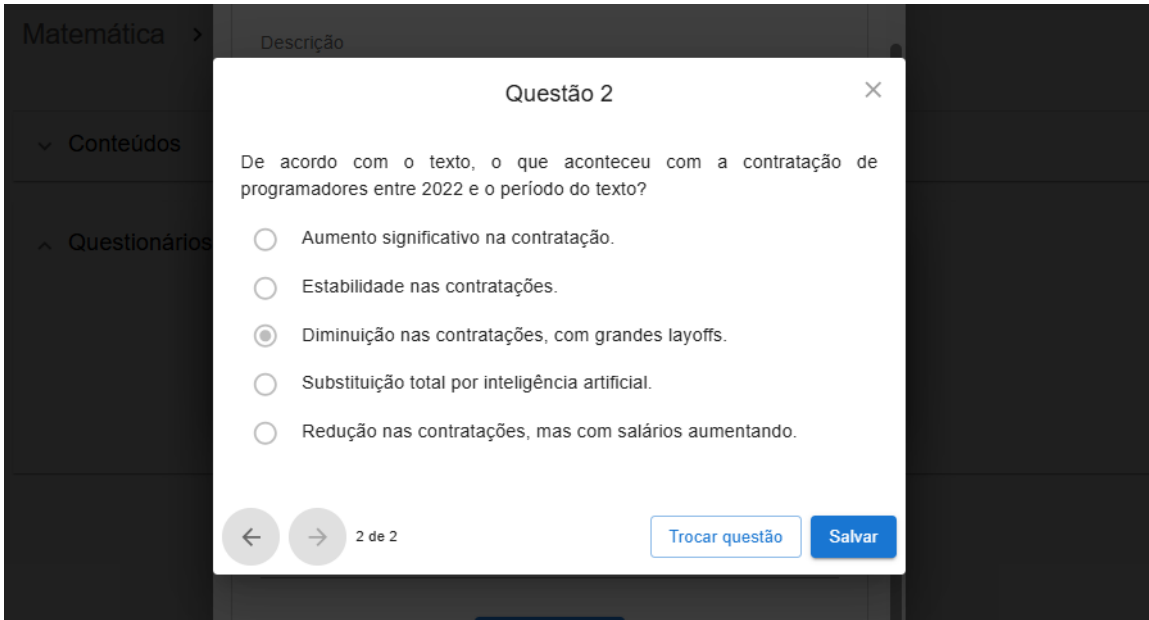 Matemática >
Descrição
Questão 2
Conteúdos
De acordo com o texto, o que aconteceu com a contratação de
programadores entre 2022 e o período do texto?
Aumento significativo na contratação.
Questionários
Estabilidade nas contratações.
Diminuição nas contratações, com grandes layoffs.
Substituição total por inteligência artificial.
Redução nas contratações, mas com salários aumentando.
2 de 2
Trocar questão
Salvar